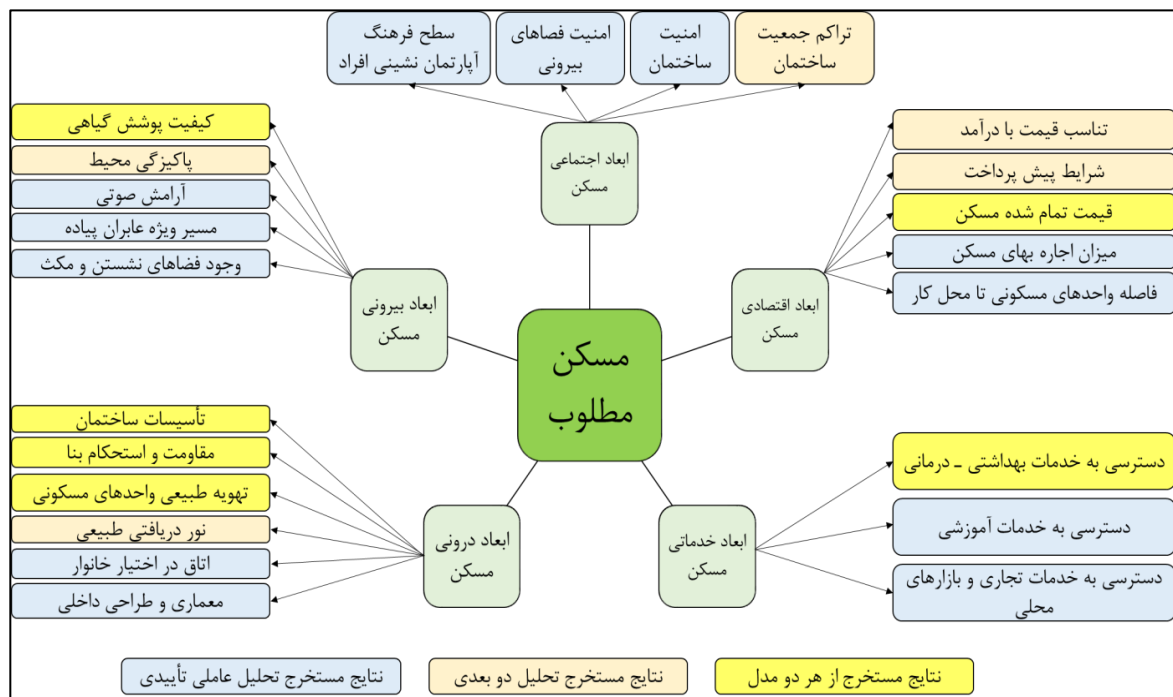 تراکم جمعیت
ساختمان
امنیت
ساختمان
امنیت فصاهای
بیرونی
سطح فرهنگ
آپارتمان نشینی افراد
ابعاد اجتماعی
مسکن
تناسب قیمت با درآمد
شرایط پیش پرداخت
قیمت تمام شده مسکن
میزان اجاره بهای مسکن
فاصله واحدهای مسکونی تا محل کار
ابعاد اقتصادی
مسکن
کیفیت پوشش گیاهی
پاکیزگی محیط
آرامش صوتی
مسیر ویژه عابران پیاده
وجود فضاهای نشستن و مکث
ابعاد بیرونی
مسکن
مسکن
مطلوب
دسترسی به خدمات بهداشتی ـ درمانی
دسترسی به خدمات آموزشی
دسترسی به خدمات تجاری و بازارهای
محلی
ابعاد خدماتی
مسکن
ابعاد درونی
مسکن
تأسیسات ساختمان
مقاومت و استحکام بنا
تهویه طبیعی واحدهای مسکونی
نور دریافتی طبیعی
اتاق در اختیار خانوار
معماری و طراحی داخلی
نتایج مستخرج از هر دو مدل
نتایج مستخرج تحلیل دو بعدی
نتایج مستخرج تحلیل عاملی تأییدی